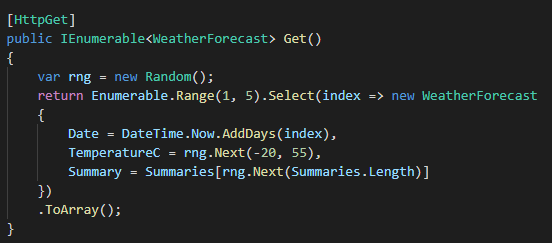 [HttpGet]
public IEnumerable<WeatherForecast> Get()
{
    var rng = new Random();
    return Enumerable.Range(1, 5).Select(index => new WeatherForecast
    {
        Date = DateTime.Now.AddDays(index),
        TemperatureC = rng.Next(-20, 55),
        Summary = Summaries[rng.Next(Summaries.Length)]
    })
    .ToArray();
}